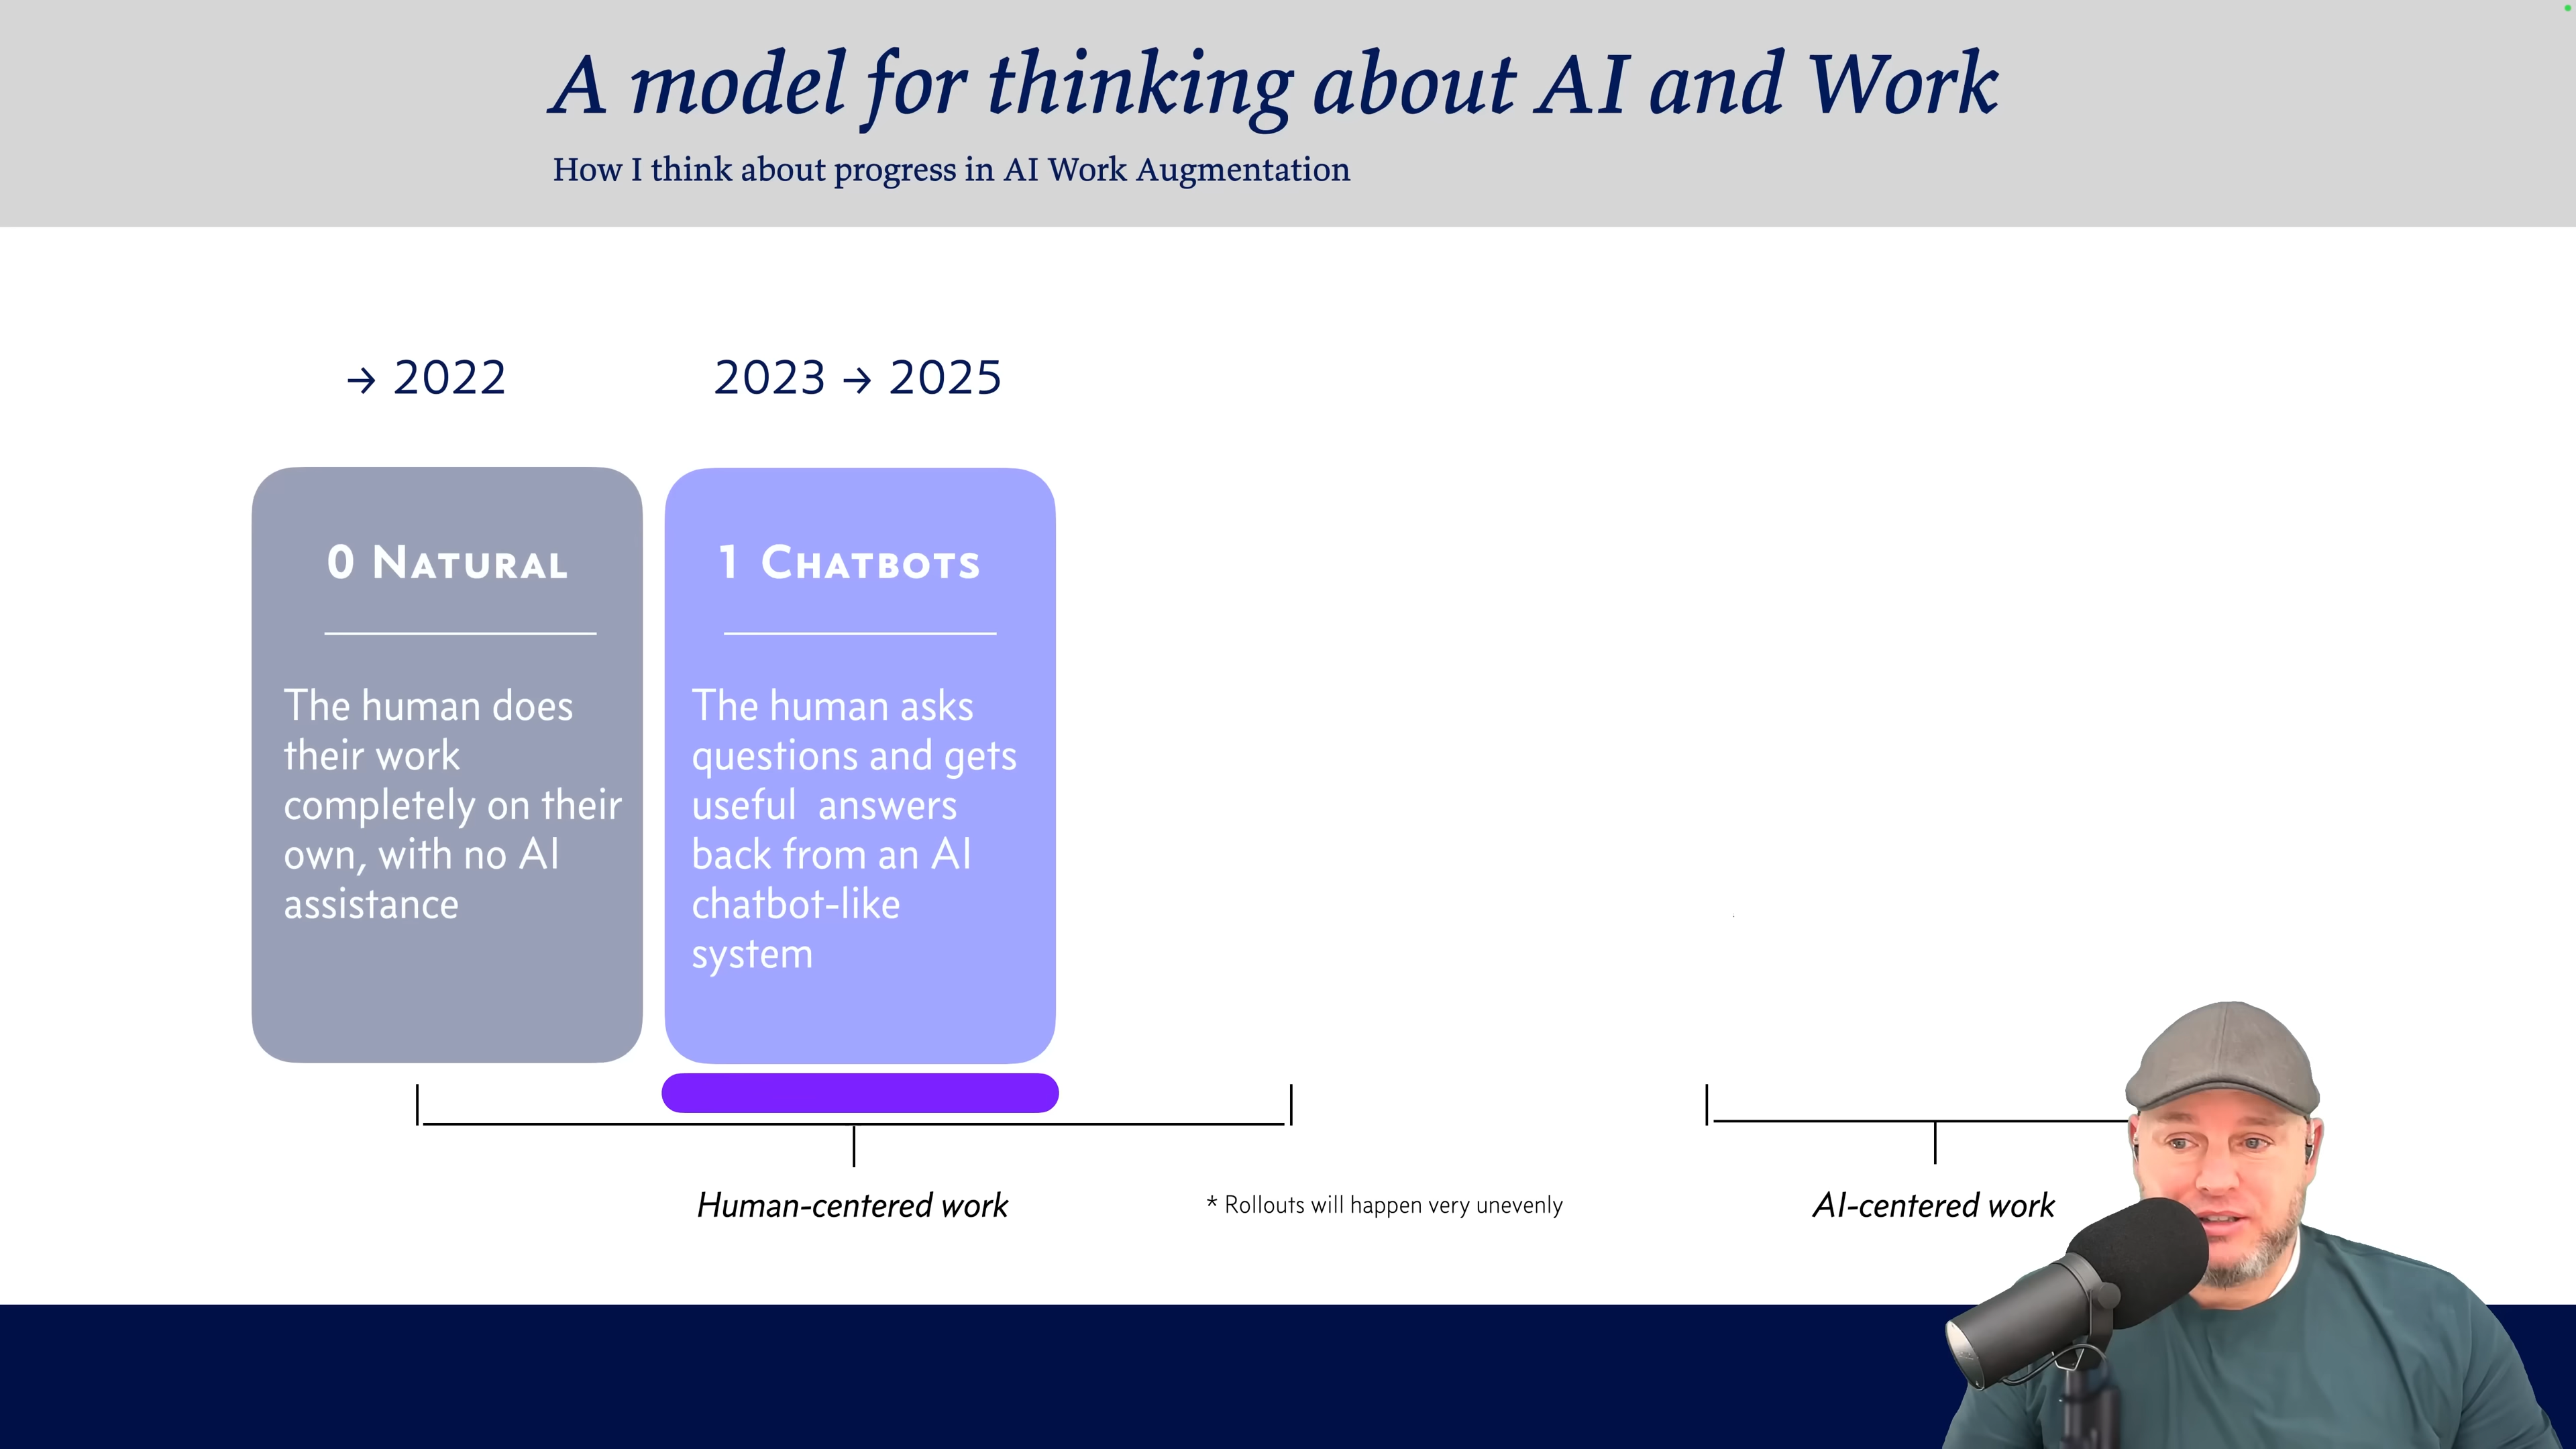 A model for thinking about AI and Work
How I think about progress in AI Work Augmentation
→ 2022
2023 → 2025
0 NATURAL
The human does
their work
completely on their
own, with no AI
assistance
1 CHATBOTS
The human asks
questions and gets
useful  answers
back from an AI
chatbot-like
system
Human-centered work
* Rollouts will happen very unevenly
AI-centered work